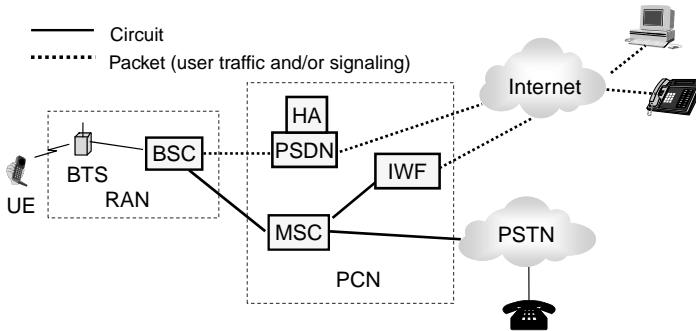 Circuit
Packet (user traffic and/or signaling)
Internet
HA
PSDN
BSC
BTS
RAN
UE
IWF
MSC
PSTN
PCN